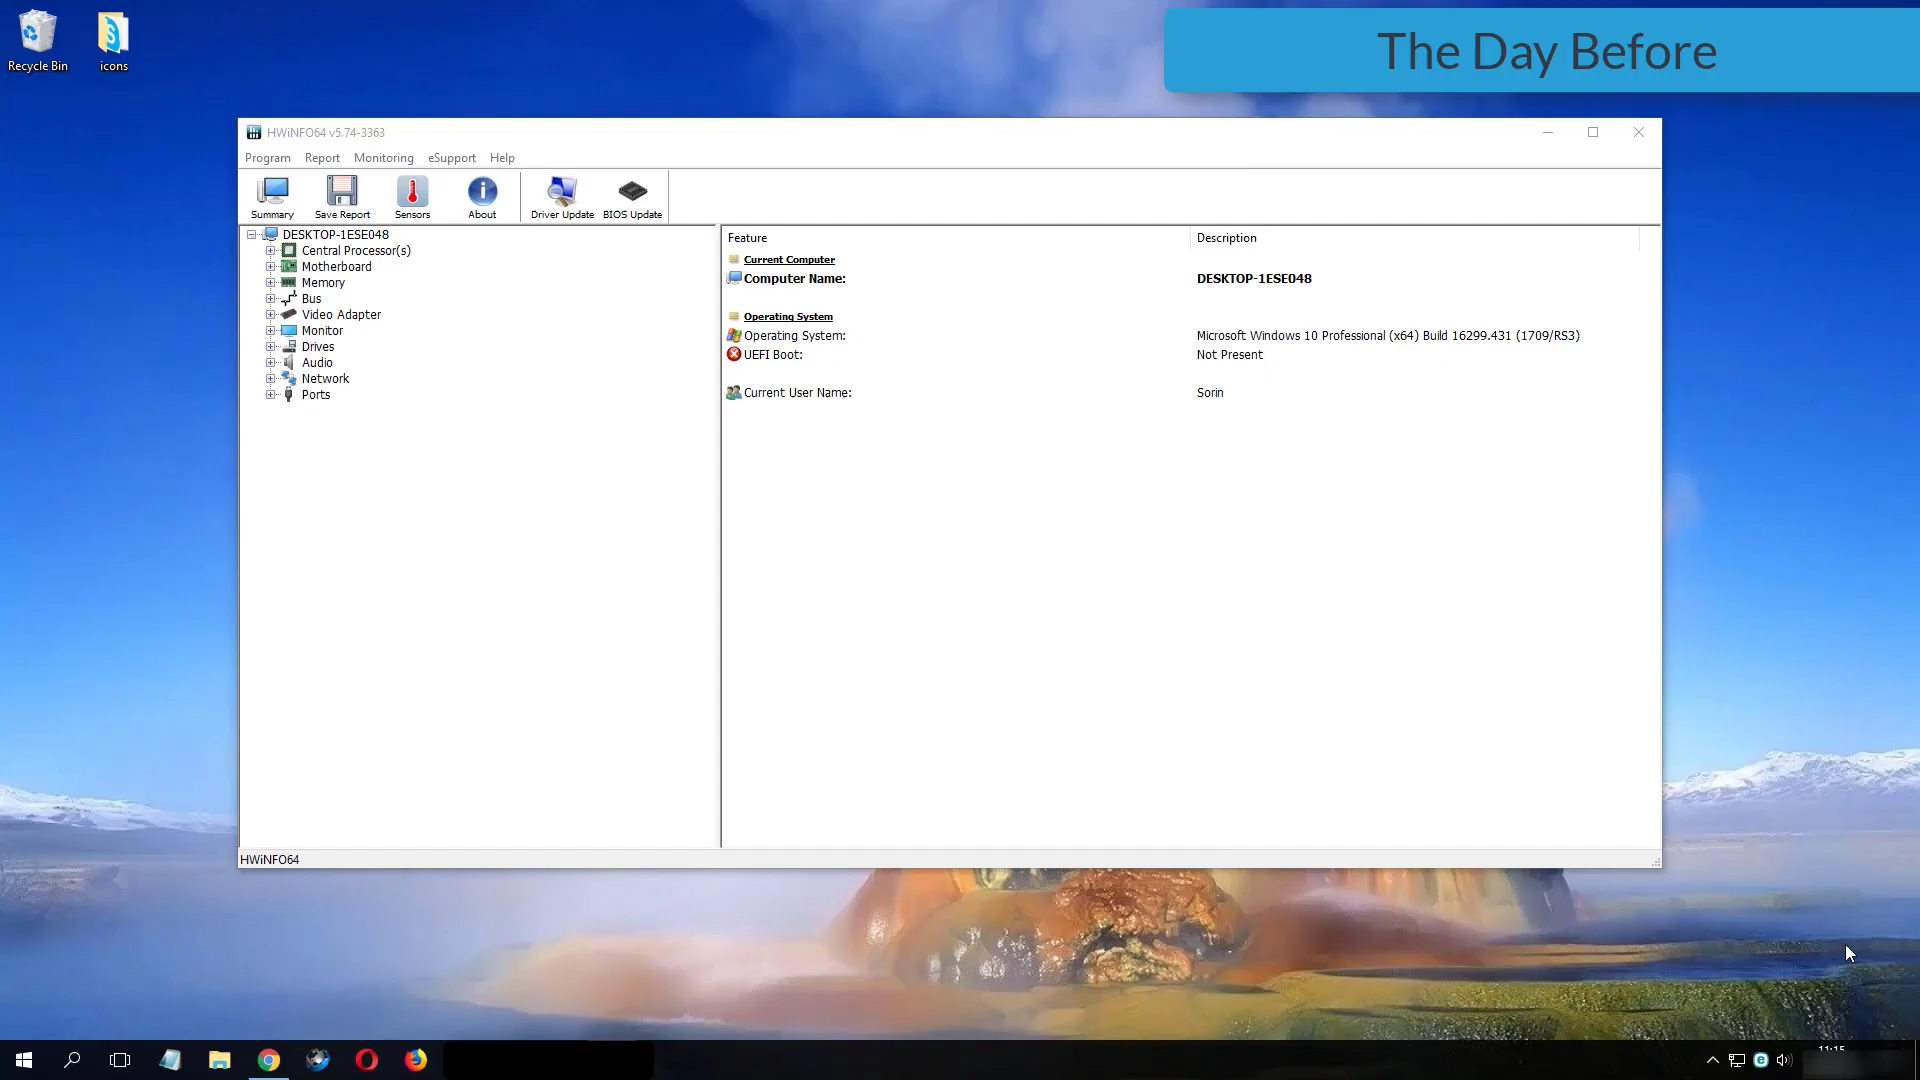 Recycle Bin
icons
The Day Before
HWiNFO64 v5.74-3363
Program Report Monitoring eSupport Help
Summary Save Report Sensors About Driver Update BIOS Update
DESKTOP-1ESE048
Central Processor(s)
Motherboard
Memory
Bus
Video Adapter
Monitor
Drives
Audio
Network
Ports
Feature Description
Current Computer
Computer Name: DESKTOP-1ESE048
Operating System
Operating System: Microsoft Windows 10 Professional (x64) Build 16299.431 (1709/RS3)
UEFI Boot: Not Present
Current User Name: Sorin
HWiNFO64
11:15